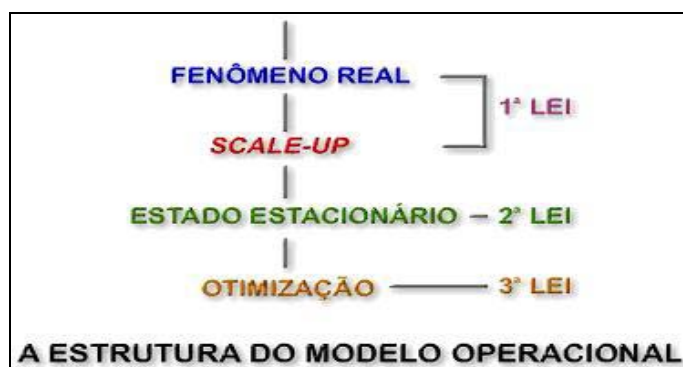 FENÔMENO REAL
1ª LEI
SCALE-UP
ESTADO ESTACIONÁRIO – 2ª LEI
OTIMIZAÇÃO 3ª LEI
A ESTRUTURA DO MODELO OPERACIONAL